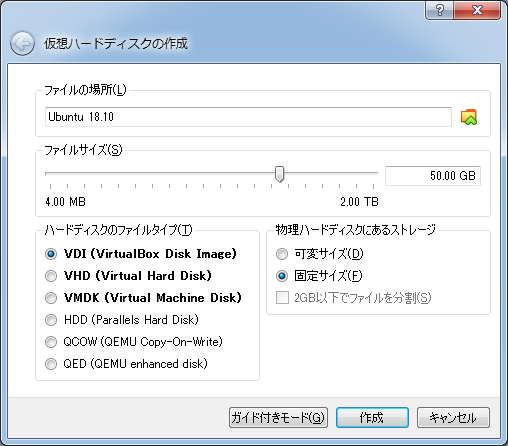 仮想ハードディスクの作成
ファイルの場所(L)
Ubuntu 18.10
ファイルサイズ(S)
50.00 GB
4.00 MB 2.00 TB
ハードディスクのファイルタイプ(T)
VDI (VirtualBox Disk Image)
VHD (Virtual Hard Disk)
VMDK (Virtual Machine Disk)
HDD (Parallels Hard Disk)
QCOW (QEMU Copy-On-Write)
QED (QEMU enhanced disk)
物理ハードディスクにあるストレージ
可変サイズ(D)
固定サイズ(F)
2GB以下でファイルを分割(S)
ガイド付きモード(G) 作成 キャンセル